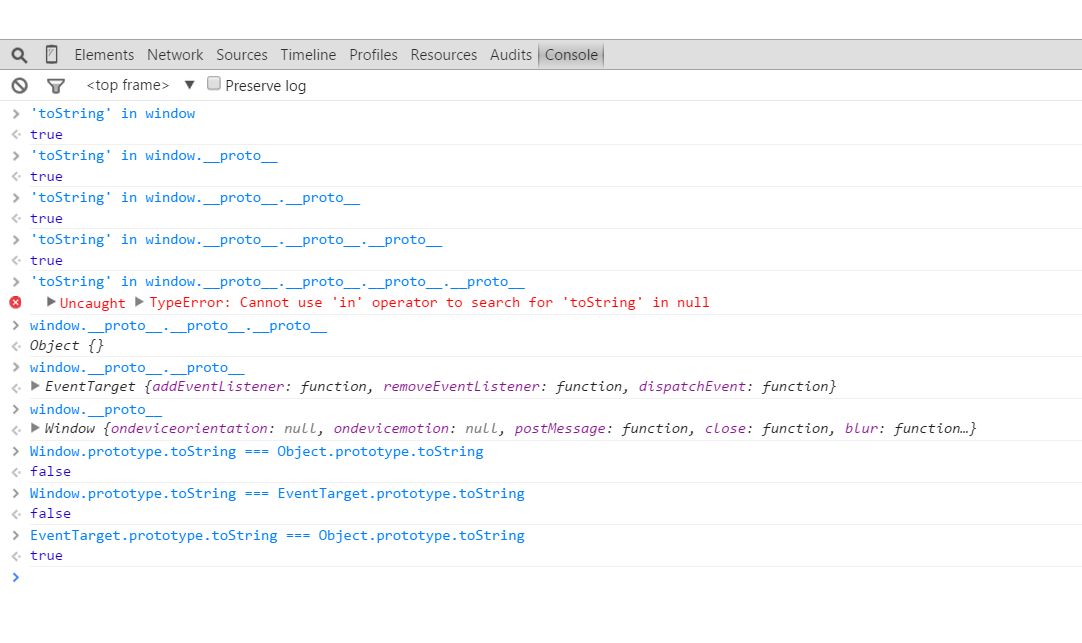 Elements Network Sources Timeline Profiles Resources Audits Console
<top frame> ▼ Preserve log
> 'toString' in window
<· true
> 'toString' in window.__proto__
<· true
> 'toString' in window.__proto__.__proto__
<· true
> 'toString' in window.__proto__.__proto__.__proto__
<· true
> 'toString' in window.__proto__.__proto__.__proto__.__proto__
▶ Uncaught ▶ TypeError: Cannot use 'in' operator to search for 'toString' in null
> window.__proto__.__proto__.__proto__
<· Object {}
> window.__proto__.__proto__
<· ▶ EventTarget {addEventListener: function, removeEventListener: function, dispatchEvent: function}
> window.__proto__
<· ▶ Window {ondeviceorientation: null, ondevicemotion: null, postMessage: function, close: function, blur: function…}
> Window.prototype.toString === Object.prototype.toString
<· false
> Window.prototype.toString === EventTarget.prototype.toString
<· false
> EventTarget.prototype.toString === Object.prototype.toString
<· true
>